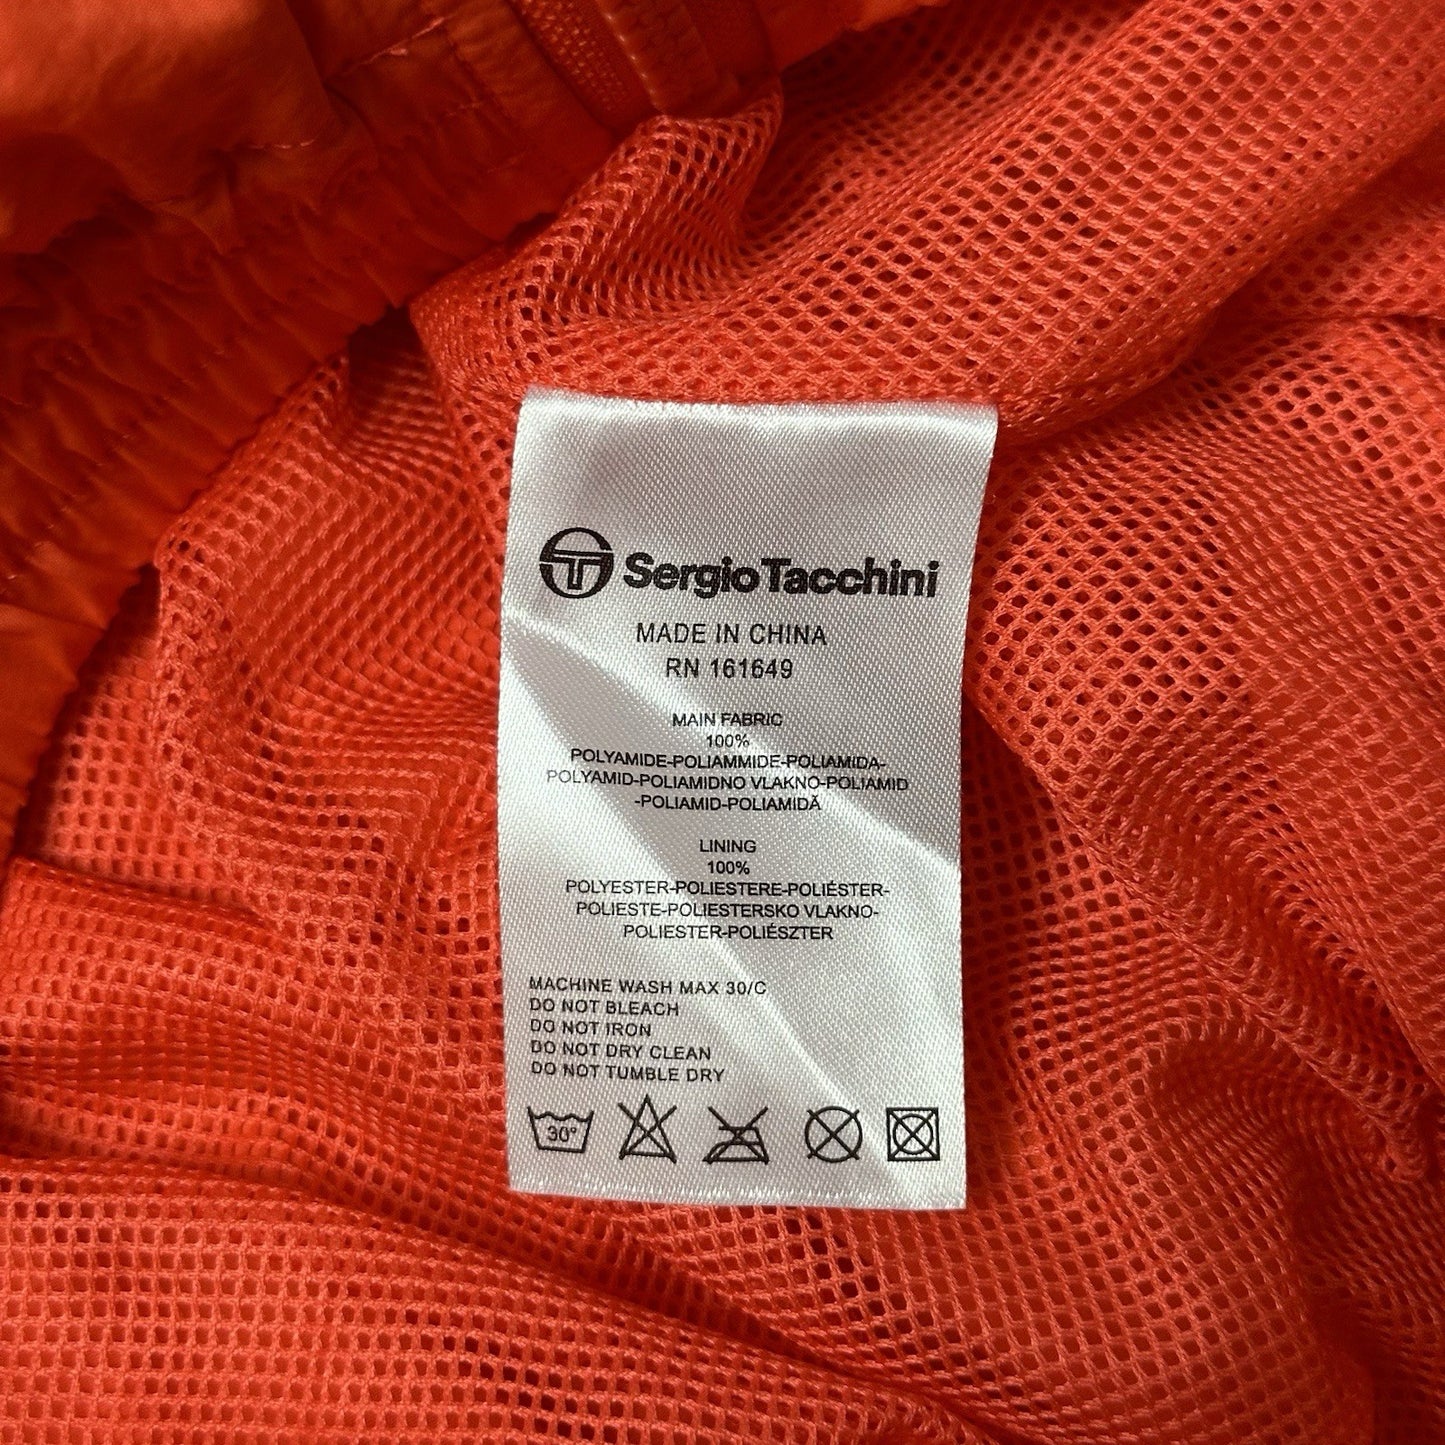 Sergio Tacchini
MADE IN CHINA
RN 161649
MAIN FABRIC
100%
POLYAMIDE-POLIAMMIDE-POLIAMIDA-
POLYAMID-POLIAMIDNO VLAKNO-POLIAMID
-POLIAMID-POLIAMIDĂ
LINING
100%
POLYESTER-POLIESTERE-POLIÉSTER-
POLIESTE-POLIESTERSKO VLAKNO-
POLIESTER-POLIÉSZTER
MACHINE WASH MAX 30/C
DO NOT BLEACH
DO NOT IRON
DO NOT DRY CLEAN
DO NOT TUMBLE DRY
30°